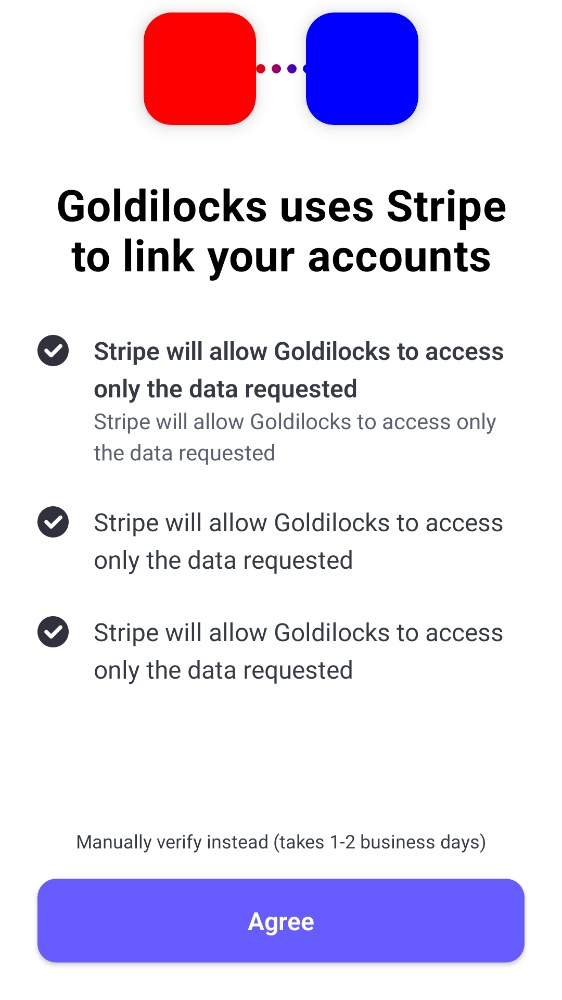 Goldilocks uses Stripe
to link your accounts
Stripe will allow Goldilocks to access
only the data requested
Stripe will allow Goldilocks to access only
the data requested
Stripe will allow Goldilocks to access
only the data requested
Stripe will allow Goldilocks to access
only the data requested
Manually verify instead (takes 1-2 business days)
Agree